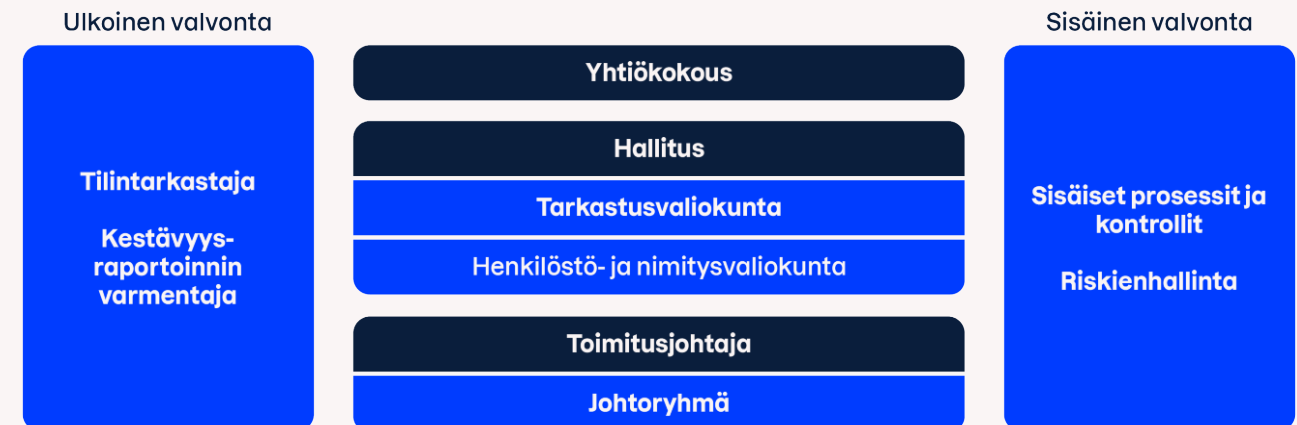 Ulkoinen valvonta
Tilintarkastaja
Kestävyys-
raportoinnin
varmentaja
Yhtiökokous
Hallitus
Tarkastusvaliokunta
Henkilöstö- ja nimitysvaliokunta
Toimitusjohtaja
Johtoryhmä
Sisäinen valvonta
Sisäiset prosessit ja
kontrollit
Riskienhallinta